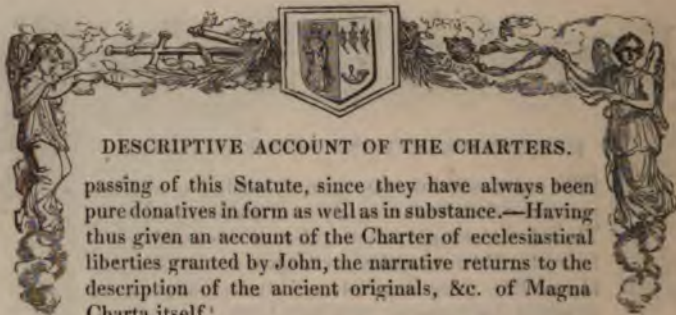 DESCRIPTIVE ACCOUNT OF THE CHARTERS.
passing of this Statute, since they have always been
pure donatives in form as well as in substance.—Having
thus given an account of the Charter of ecclesiastical
liberties granted by John, the narrative returns to the
description of the ancient originals, &c. of Magna
Charta itself.